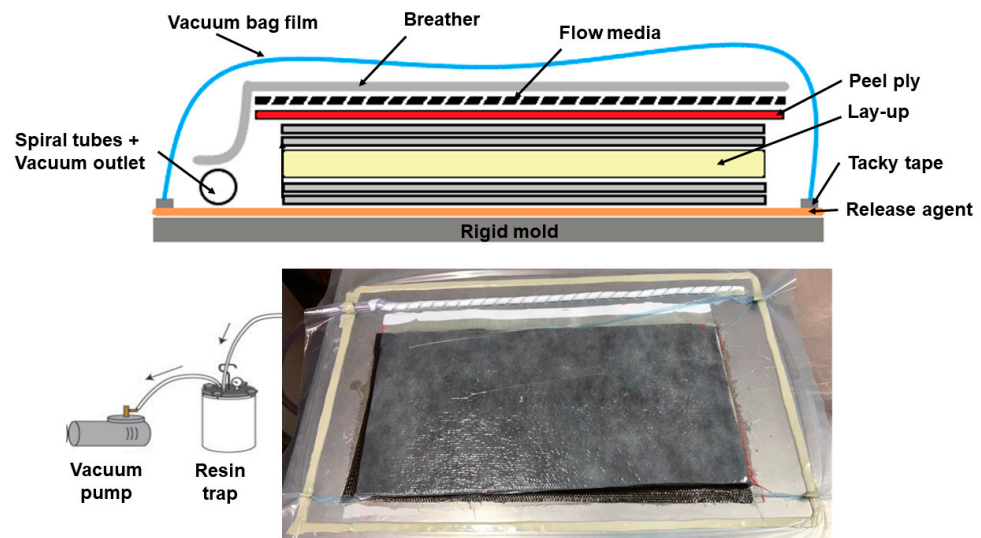 Vacuum bag film
Breather
Flow media
Peel ply
Lay-up
Spiral tubes +
Vacuum outlet
Tacky tape
Release agent
Rigid mold
Vacuum
pump
Resin
trap